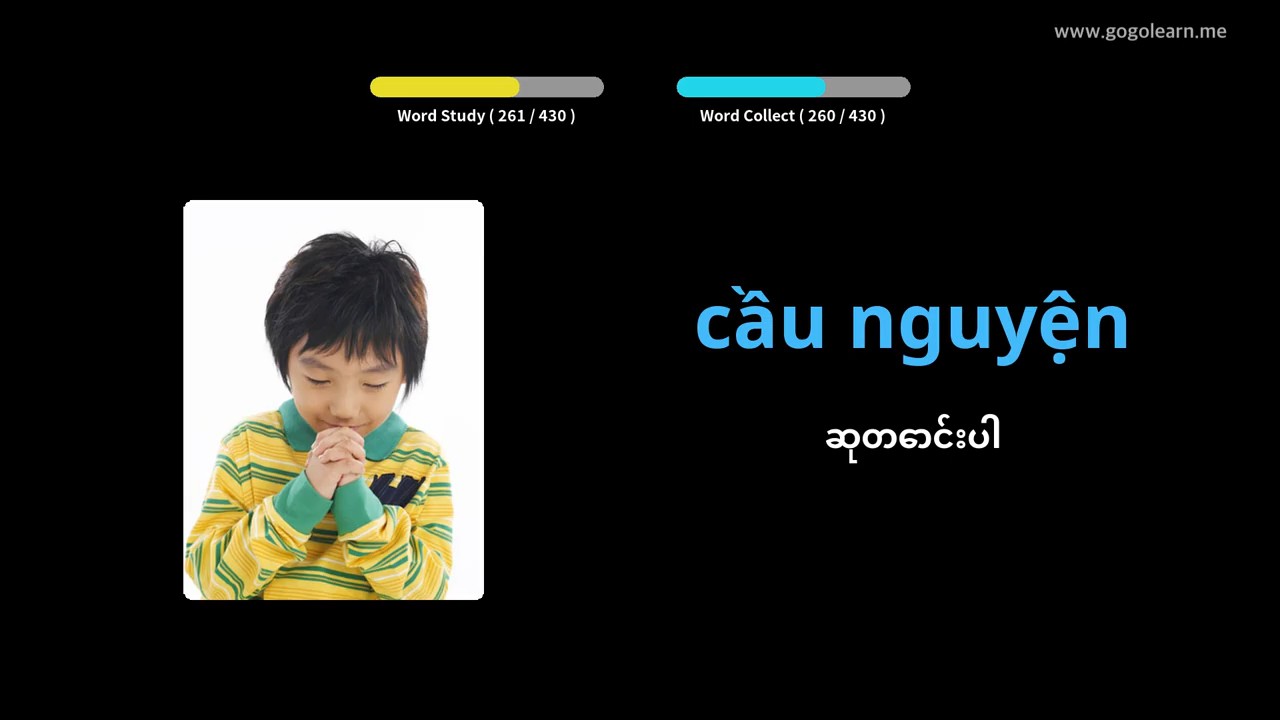 www.gogolearn.me
Word Study ( 261 / 430 )
Word Collect ( 260 / 430 )
cầu nguyện
ဆုတောင်းပါ